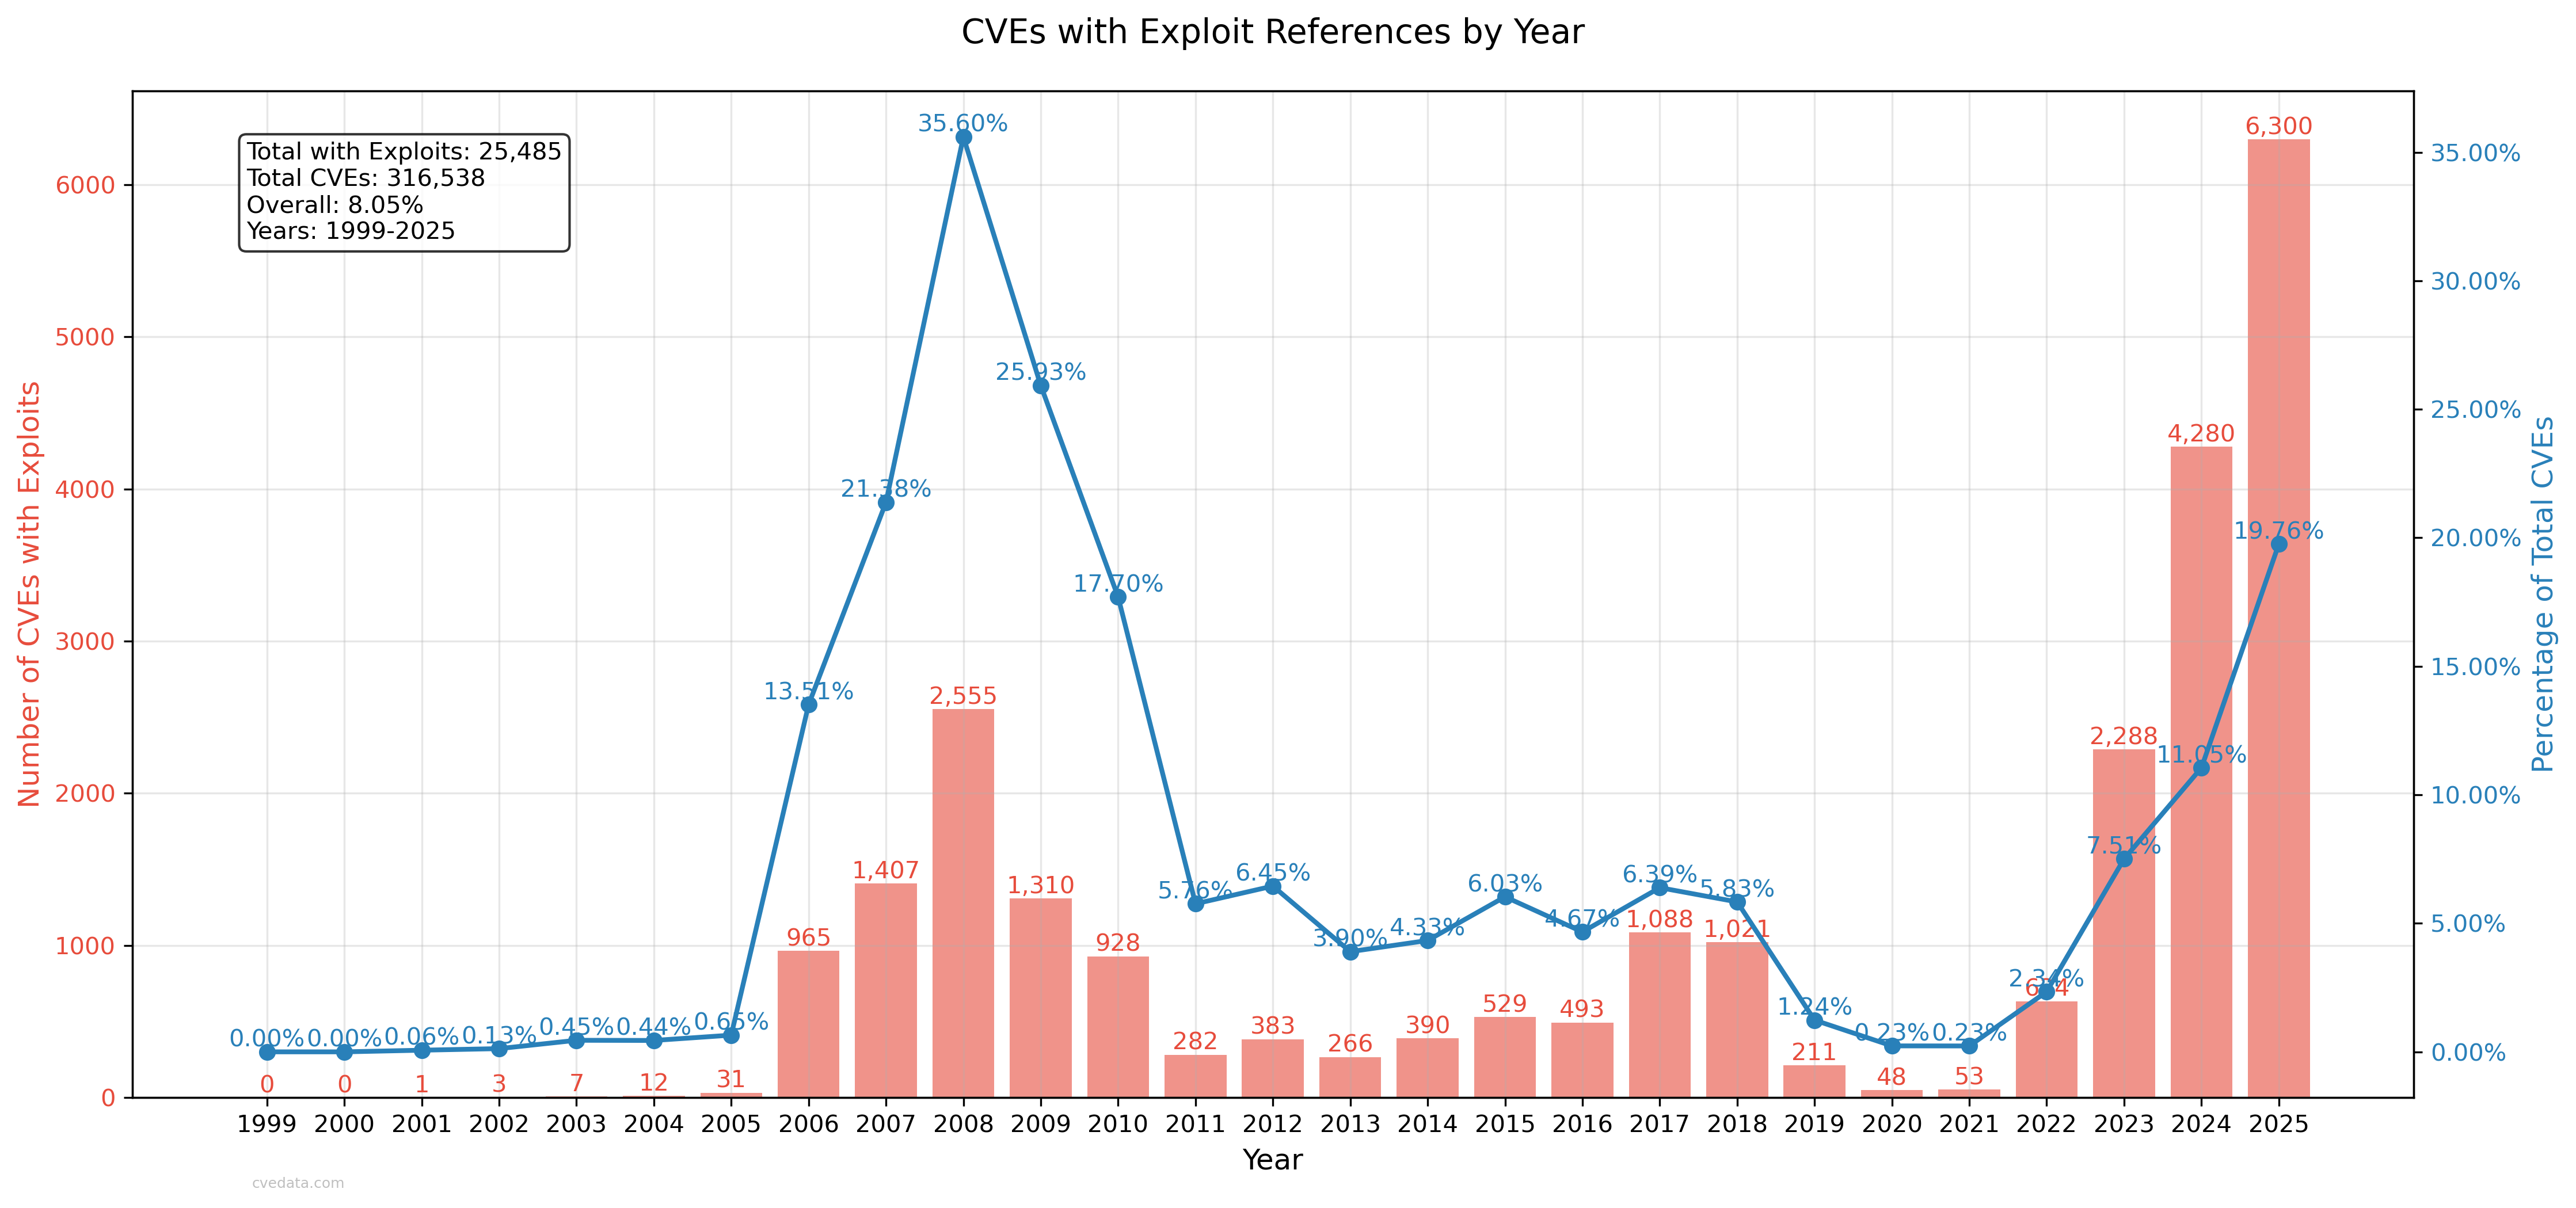 CVEs with Exploit References by Year
Total with Exploits: 25,485
Total CVEs: 316,538
Overall: 8.05%
Years: 1999-2025
Number of CVEs with Exploits
6000
5000
4000
3000
2000
1000
0
35.00%
30.00%
25.00%
20.00%
15.00%
10.00%
5.00%
0.00%
Percentage of Total CVEs
0.00% 0.00% 0.06% 0.13% 0.45% 0.44% 0.65% 13.51% 21.38% 35.60% 25.93% 17.70% 5.76% 6.45% 3.90% 4.33% 6.03% 4.67% 6.39% 5.83% 1.24% 0.23% 0.23% 2.34% 7.51% 11.05% 19.76%
0 0 1 3 7 12 31 965 1,407 2,555 1,310 928 282 383 266 390 529 493 1,088 1,021 211 48 53 634 2,288 4,280 6,300
1999 2000 2001 2002 2003 2004 2005 2006 2007 2008 2009 2010 2011 2012 2013 2014 2015 2016 2017 2018 2019 2020 2021 2022 2023 2024 2025
Year
cvedata.com